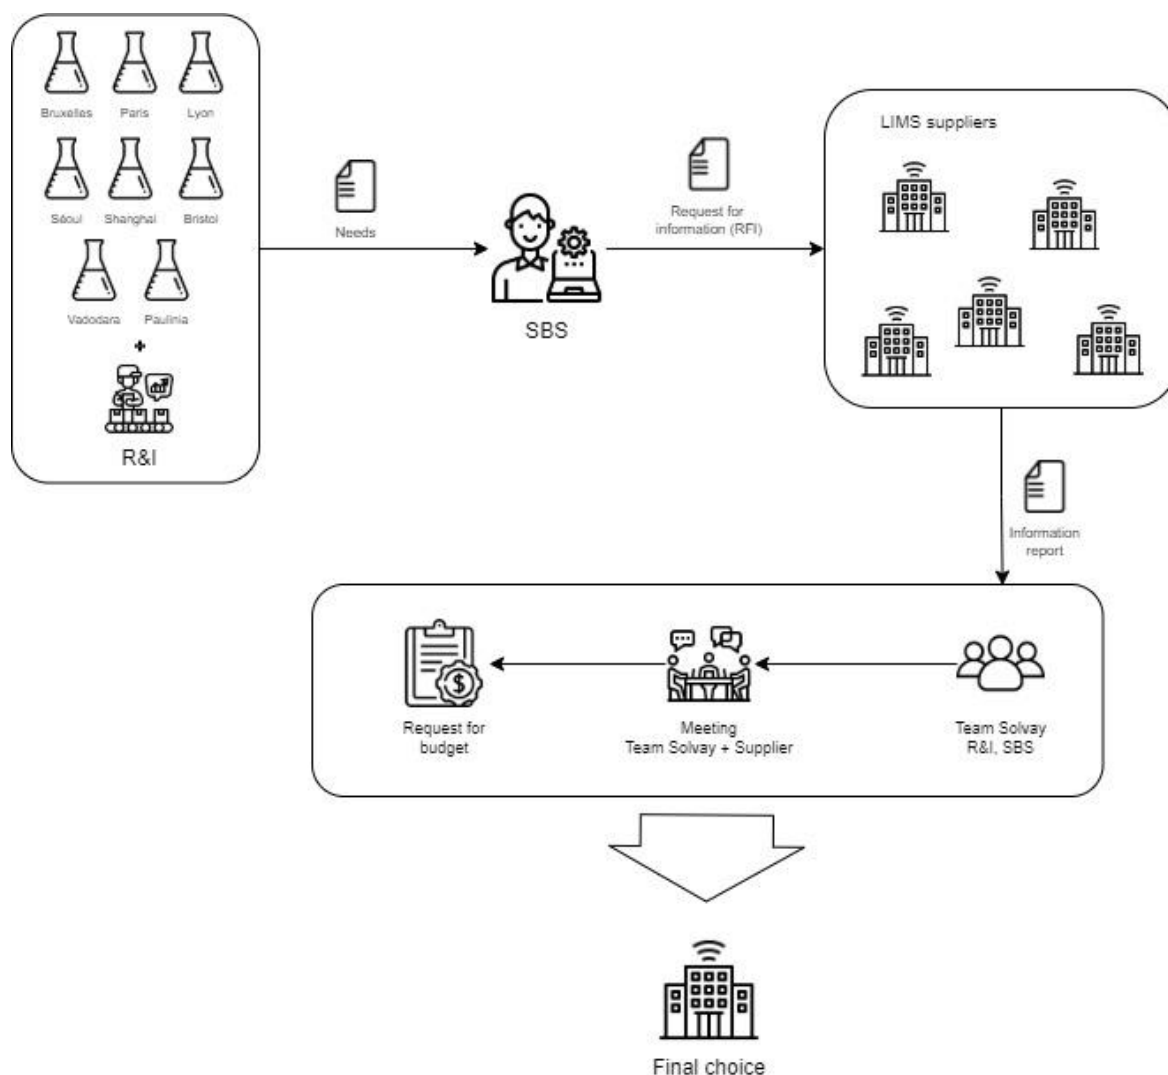 Bruxelles
Paris
Lyon
Séoul
Shanghai
Bristol
Vadodara
Paulinia
+
R&I
Needs
SBS
Request for
information (RFI)
LIMS suppliers
Information
report
Request for
budget
$
Meeting
Team Solvay + Supplier
Team Solvay
R&I, SBS
Final choice